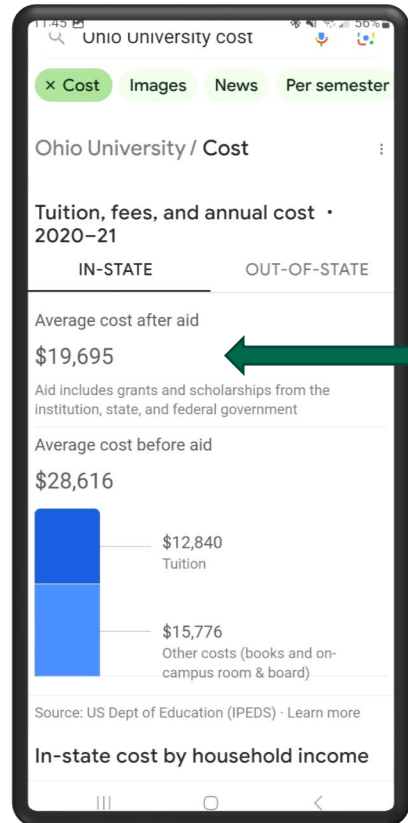 11:45 56%
Ohio University cost
× Cost Images News Per semester
Ohio University / Cost
Tuition, fees, and annual cost •
2020–21
IN-STATE OUT-OF-STATE
Average cost after aid
$19,695
Aid includes grants and scholarships from the
institution, state, and federal government
Average cost before aid
$28,616
$12,840
Tuition
$15,776
Other costs (books and on-
campus room & board)
Source: US Dept of Education (IPEDS) · Learn more
In-state cost by household income